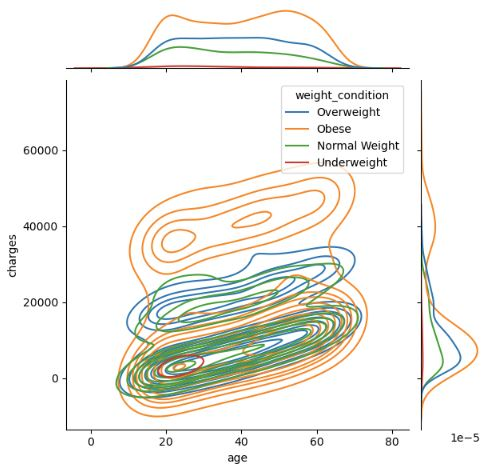 weight_condition
Overweight
Obese
Normal Weight
Underweight
60000
40000
20000
0
charges
0 20 40 60 80
age
1e−5